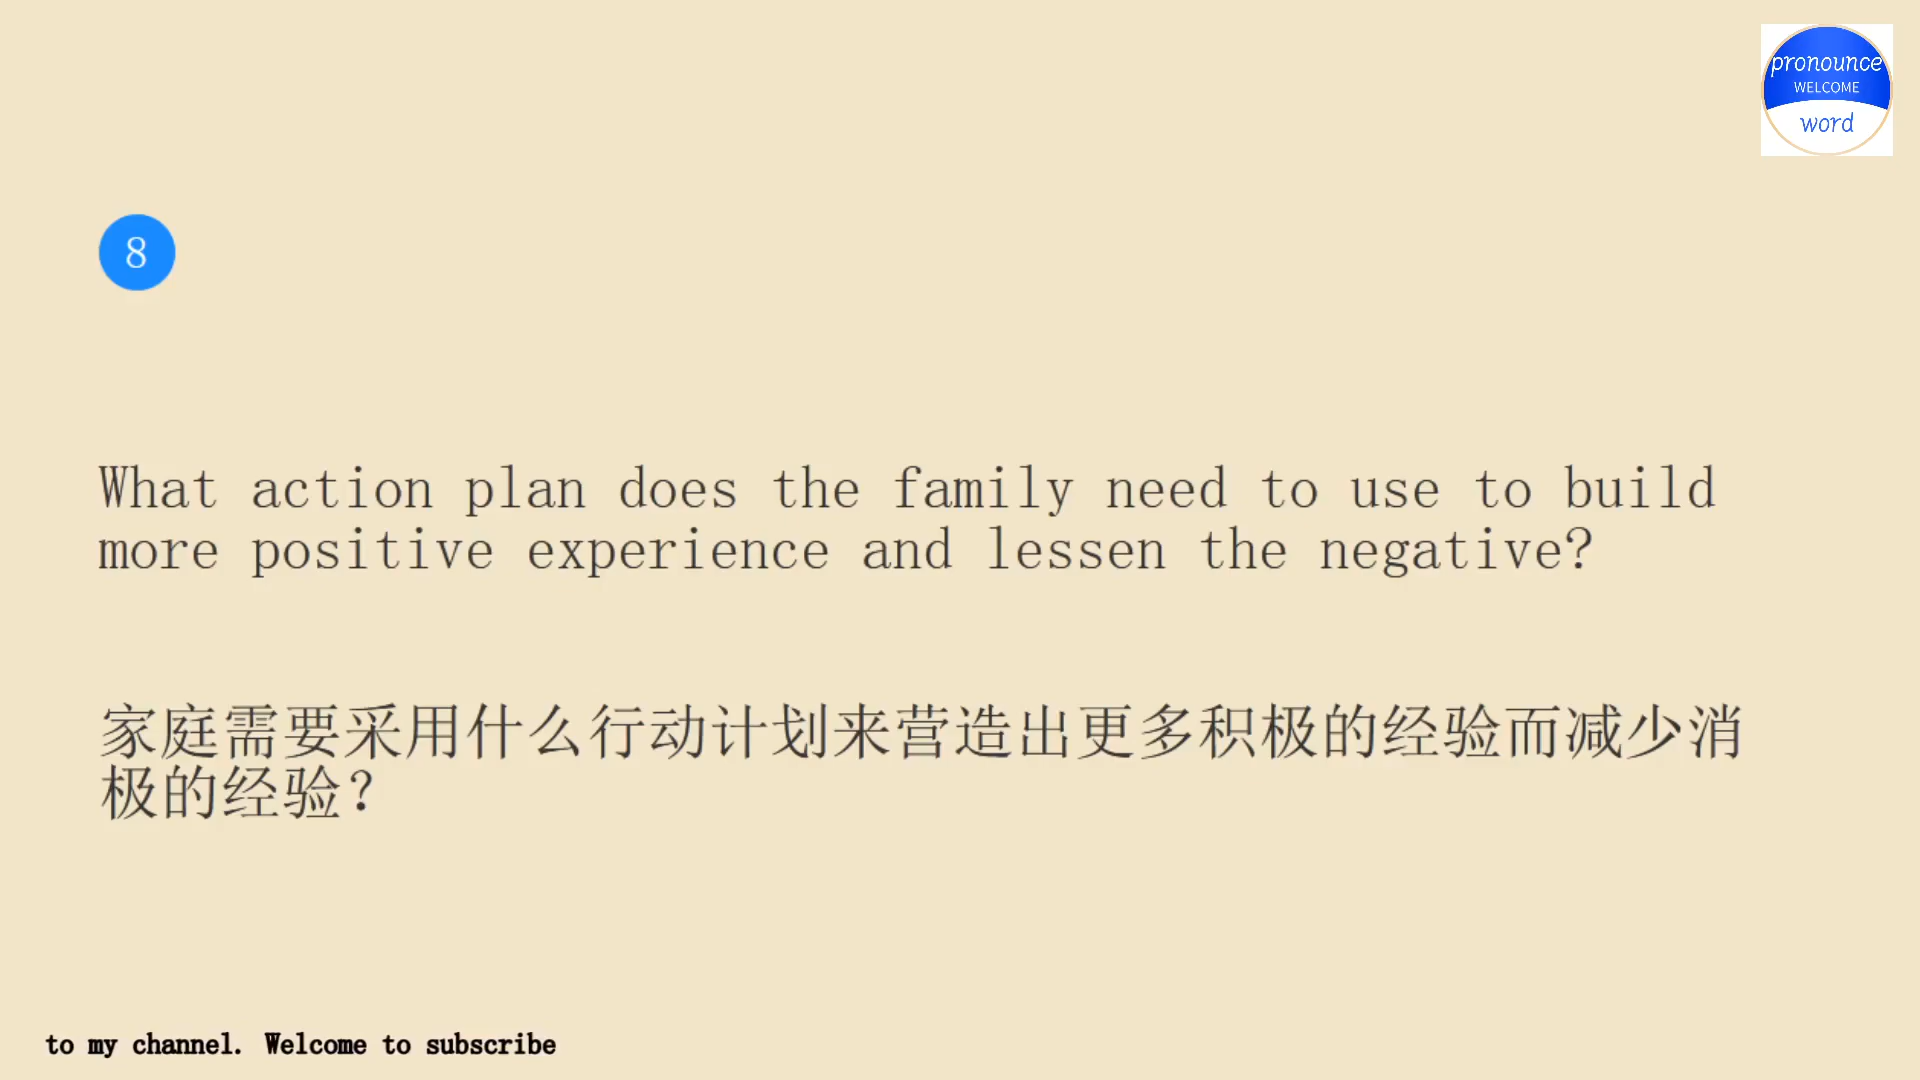 pronounce
WELCOME
word
8
What action plan does the family need to use to build
more positive experience and lessen the negative?
家庭需要采用什么行动计划来营造出更多积极的经验而减少消
极的经验？
to my channel. Welcome to subscribe